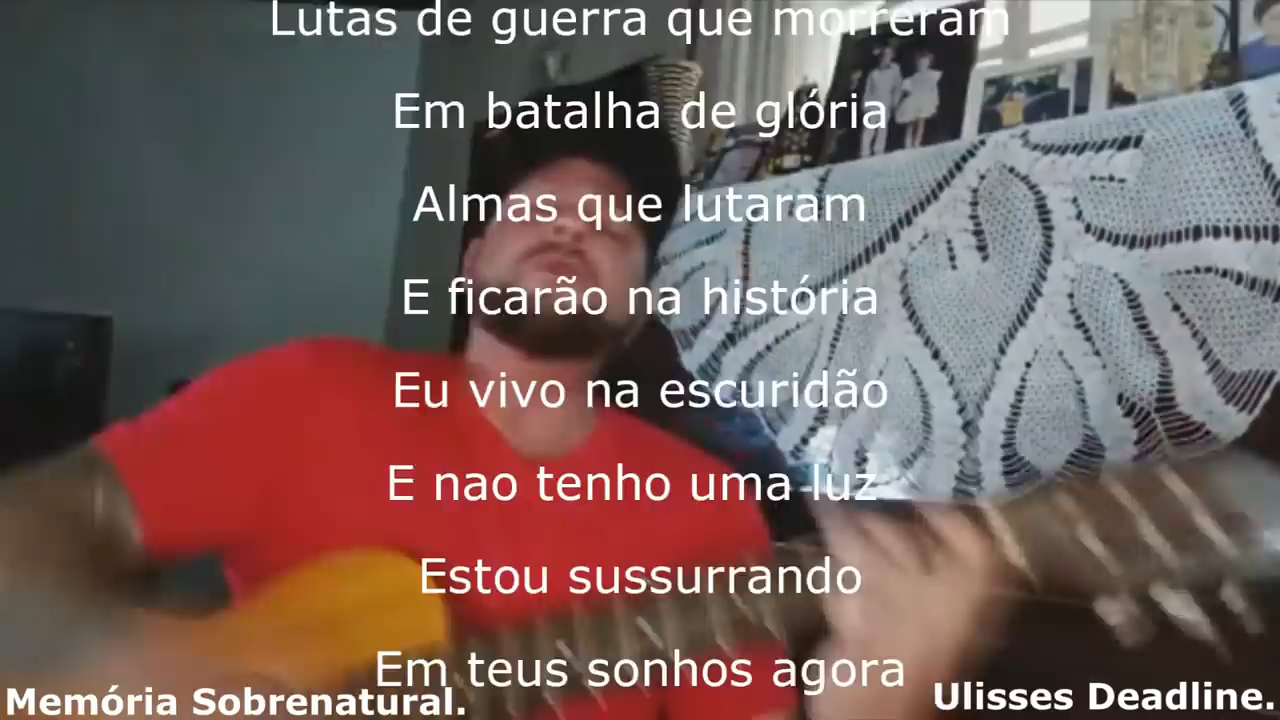 Lutas de guerra que morreram
Em batalha de glória
Almas que lutaram
E ficarão na história
Eu vivo na escuridão
E nao tenho uma luz
Estou sussurrando
Em teus sonhos agora
Memória Sobrenatural.
Ulisses Deadline.